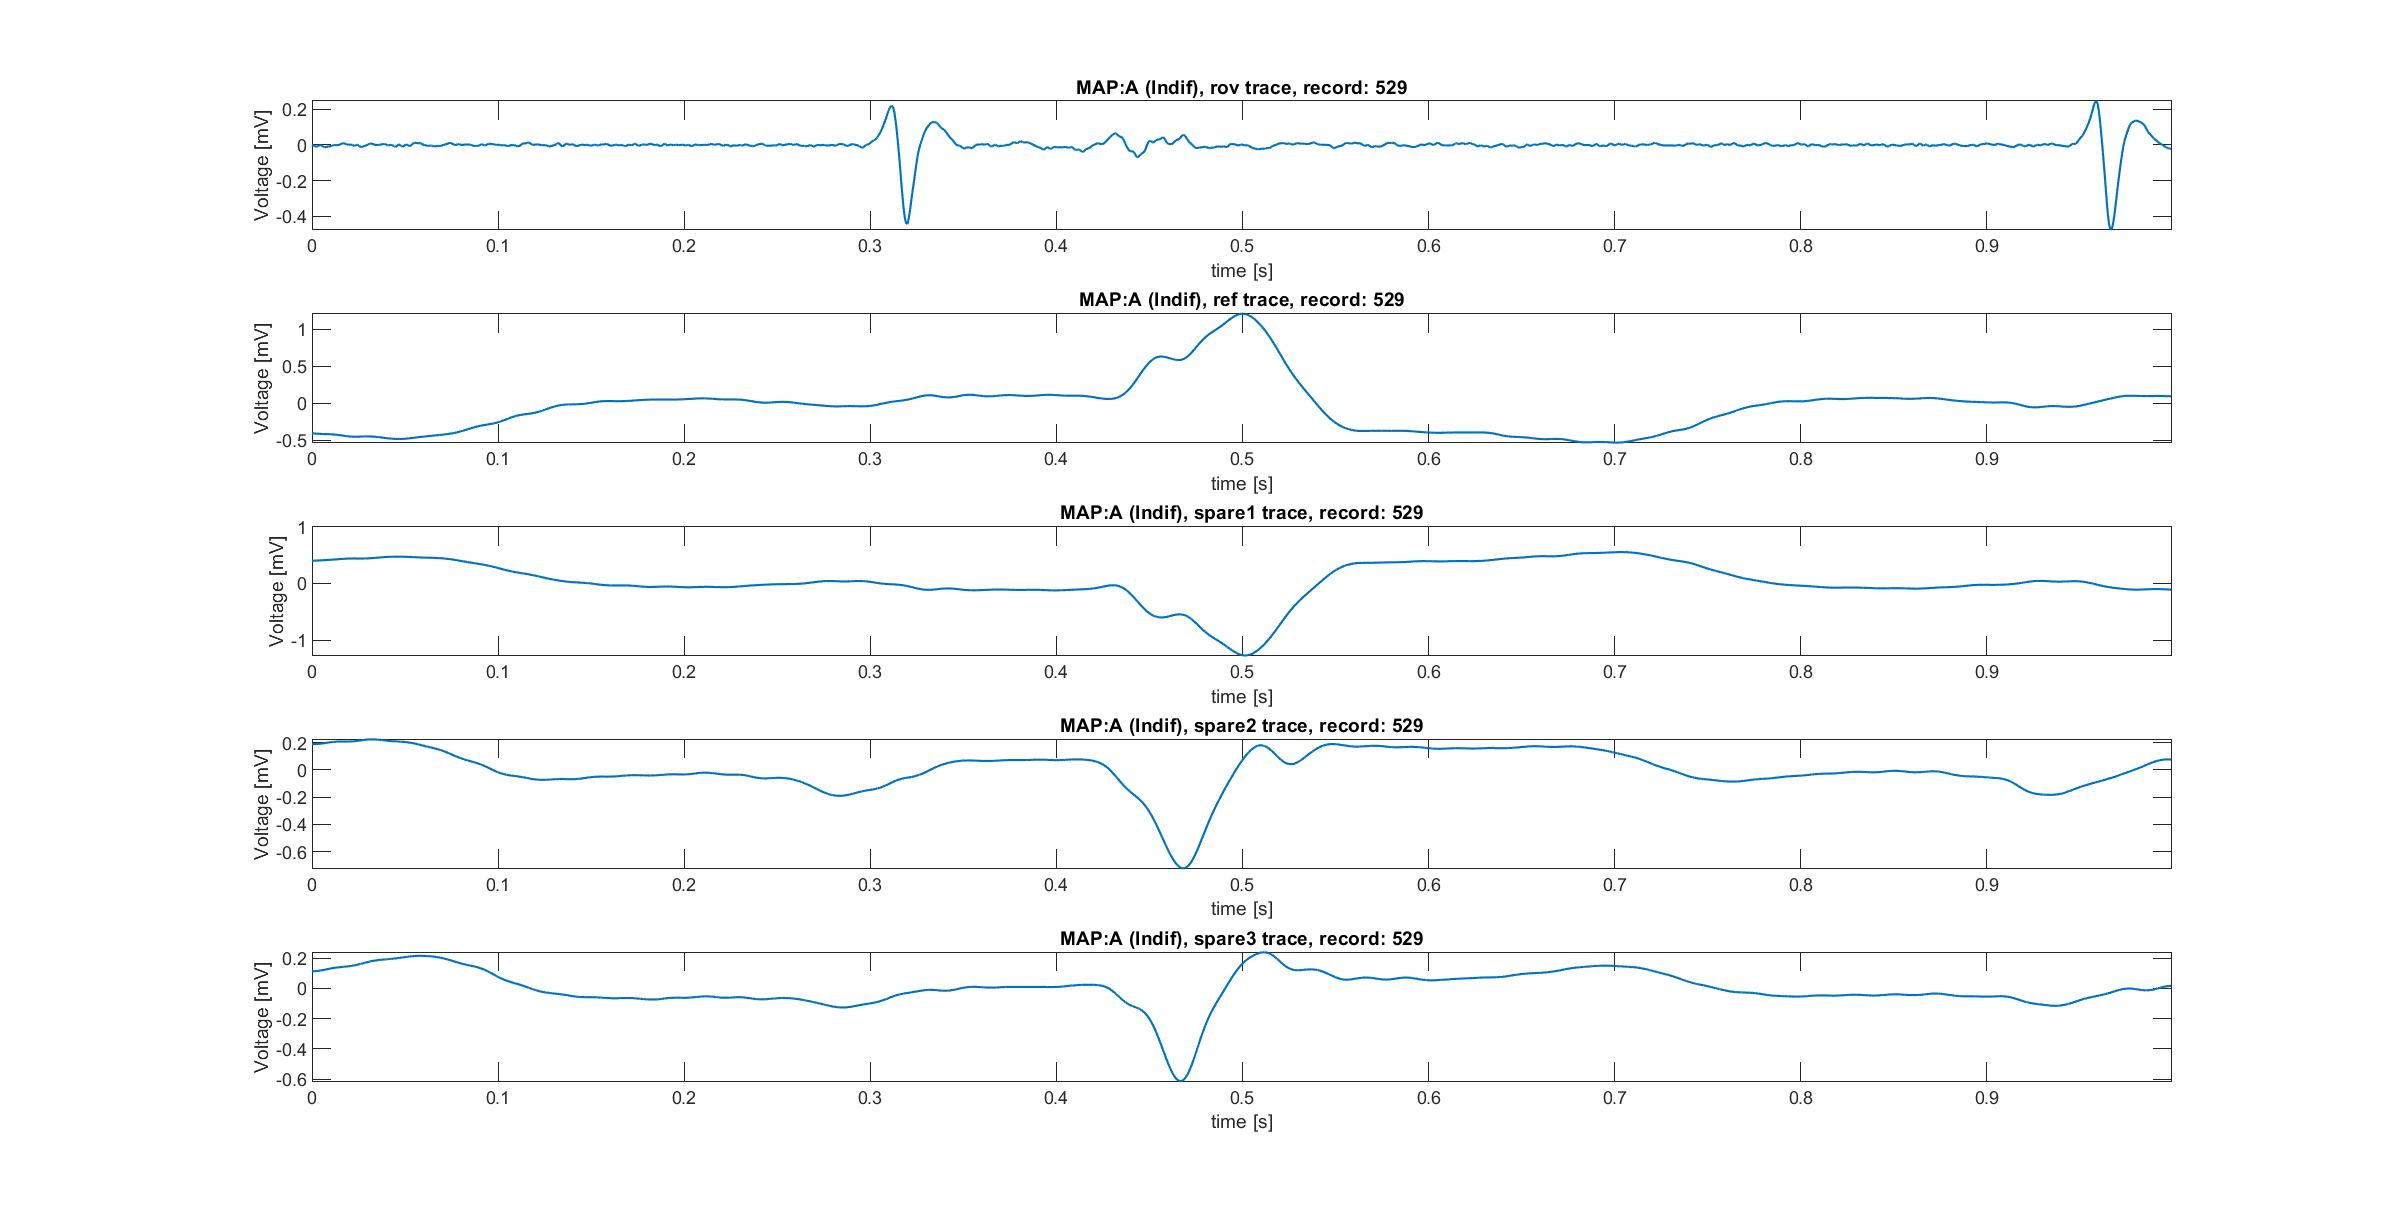 MAP:A (Indif), rov trace, record: 529
Voltage [mV]
0.2
0
-0.2
-0.4
0 0.1 0.2 0.3 0.4 0.5 0.6 0.7 0.8 0.9
time [s]
MAP:A (Indif), ref trace, record: 529
Voltage [mV]
1
0.5
0
-0.5
0 0.1 0.2 0.3 0.4 0.5 0.6 0.7 0.8 0.9
time [s]
MAP:A (Indif), spare1 trace, record: 529
Voltage [mV]
1
0
-1
0 0.1 0.2 0.3 0.4 0.5 0.6 0.7 0.8 0.9
time [s]
MAP:A (Indif), spare2 trace, record: 529
Voltage [mV]
0.2
0
-0.2
-0.4
-0.6
0 0.1 0.2 0.3 0.4 0.5 0.6 0.7 0.8 0.9
time [s]
MAP:A (Indif), spare3 trace, record: 529
Voltage [mV]
0.2
0
-0.2
-0.4
-0.6
0 0.1 0.2 0.3 0.4 0.5 0.6 0.7 0.8 0.9
time [s]